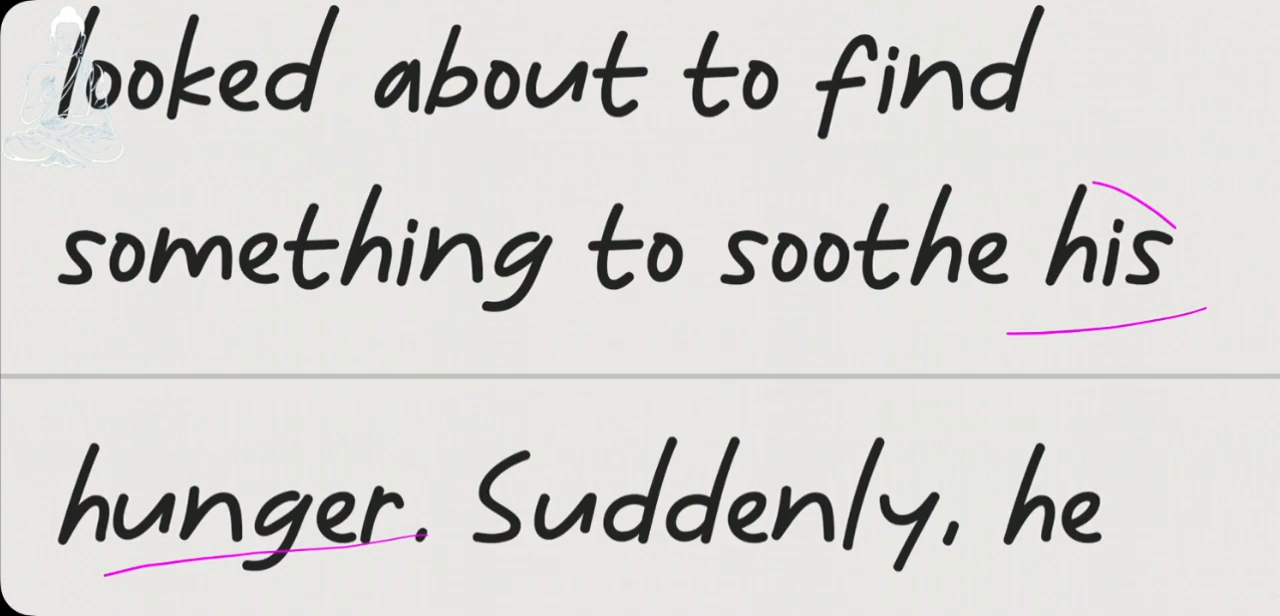 looked about to find
something to soothe his
hunger. Suddenly, he